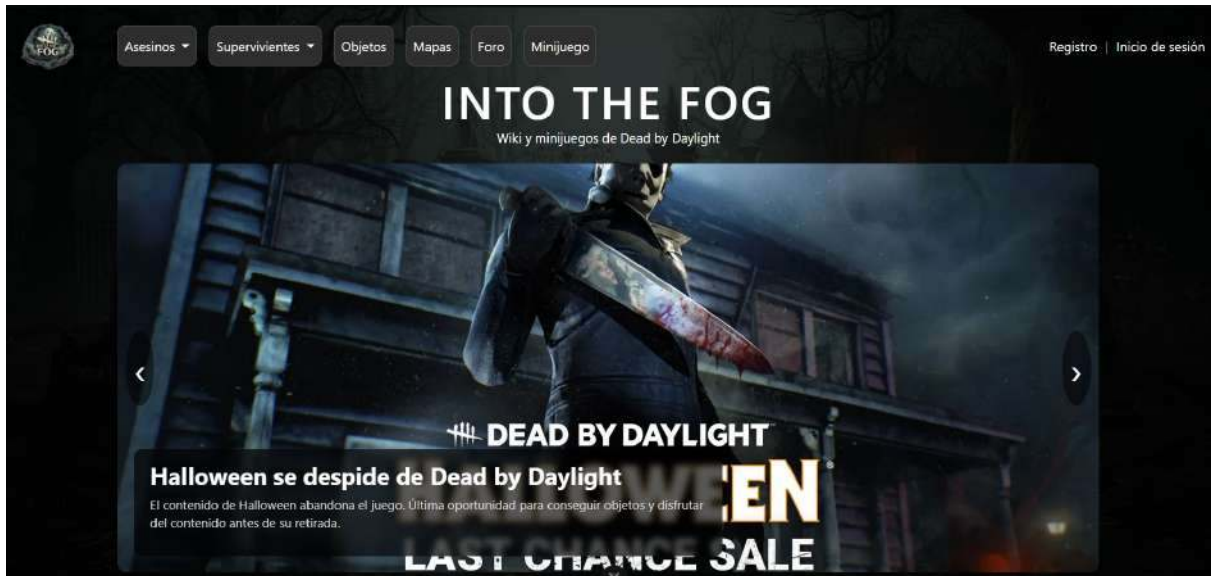 FOG
Asesinos
Supervivientes
Objetos
Mapas
Foro
Minijuego
Registro | Inicio de sesión
INTO THE FOG
Wiki y minijuegos de Dead by Daylight
‹
›
DEAD BY DAYLIGHT
HALLOWEEN
Halloween se despide de Dead by Daylight
El contenido de Halloween abandona el juego. Última oportunidad para conseguir objetos y disfrutar
del contenido antes de su retirada.
LAST CHANCE SALE